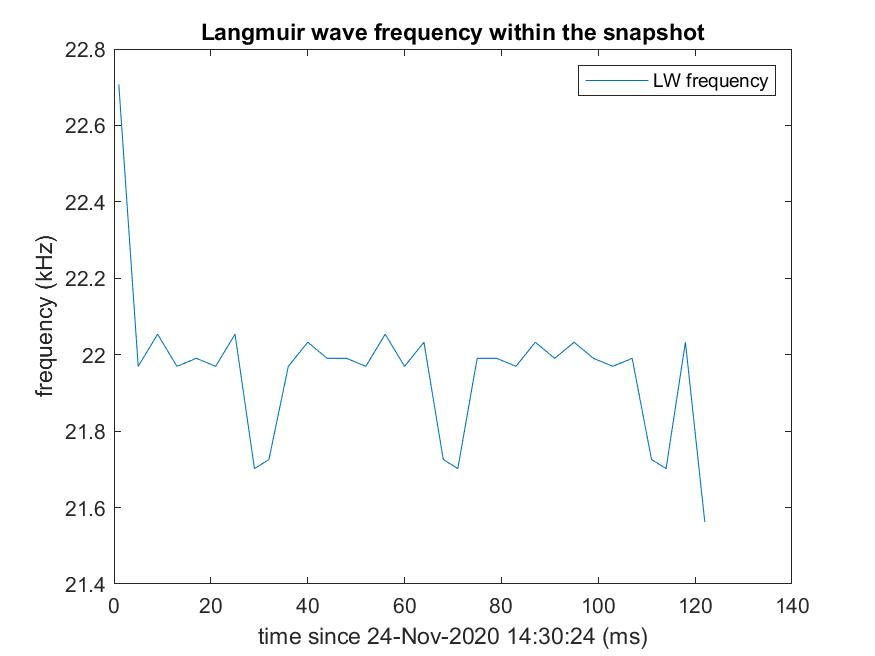 Langmuir wave frequency within the snapshot
22.8
22.6
22.4
22.2
22
21.8
21.6
21.4
frequency (kHz)
LW frequency
0 20 40 60 80 100 120 140
time since 24-Nov-2020 14:30:24 (ms)